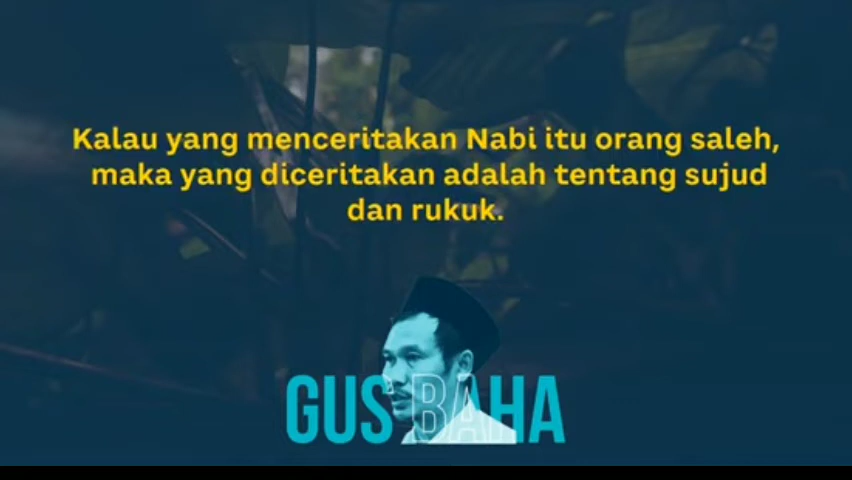 Kalau yang menceritakan Nabi itu orang saleh,
maka yang diceritakan adalah tentang sujud
dan rukuk.
GUS BAHA